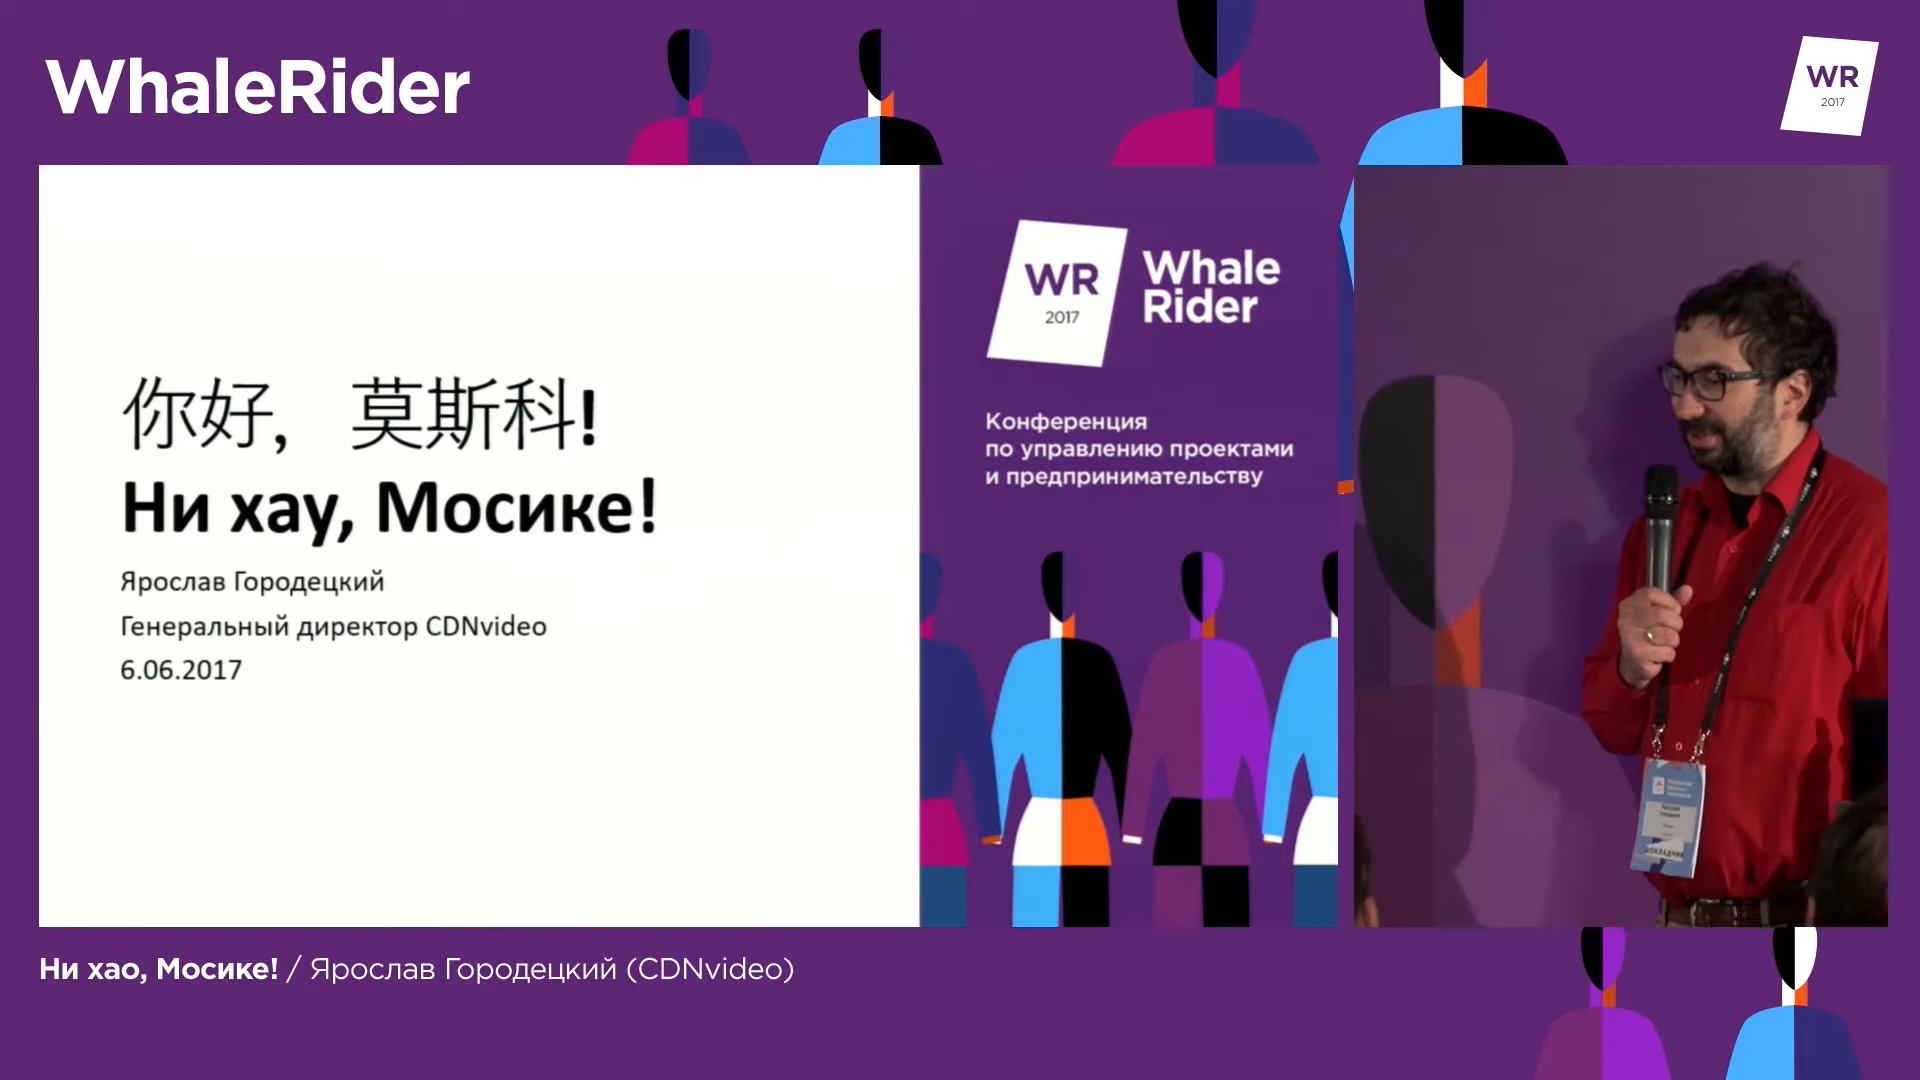 WhaleRider
WR
2017
你好， 莫斯科!
Ни хау, Мосике!
Ярослав Городецкий
Генеральный директор CDNvideo
6.06.2017
WR
2017
Whale
Rider
Конференция
по управлению проектами
и предпринимательству
ДОКЛАДЧИК
Ни хао, Мосике! / Ярослав Городецкий (CDNvideo)